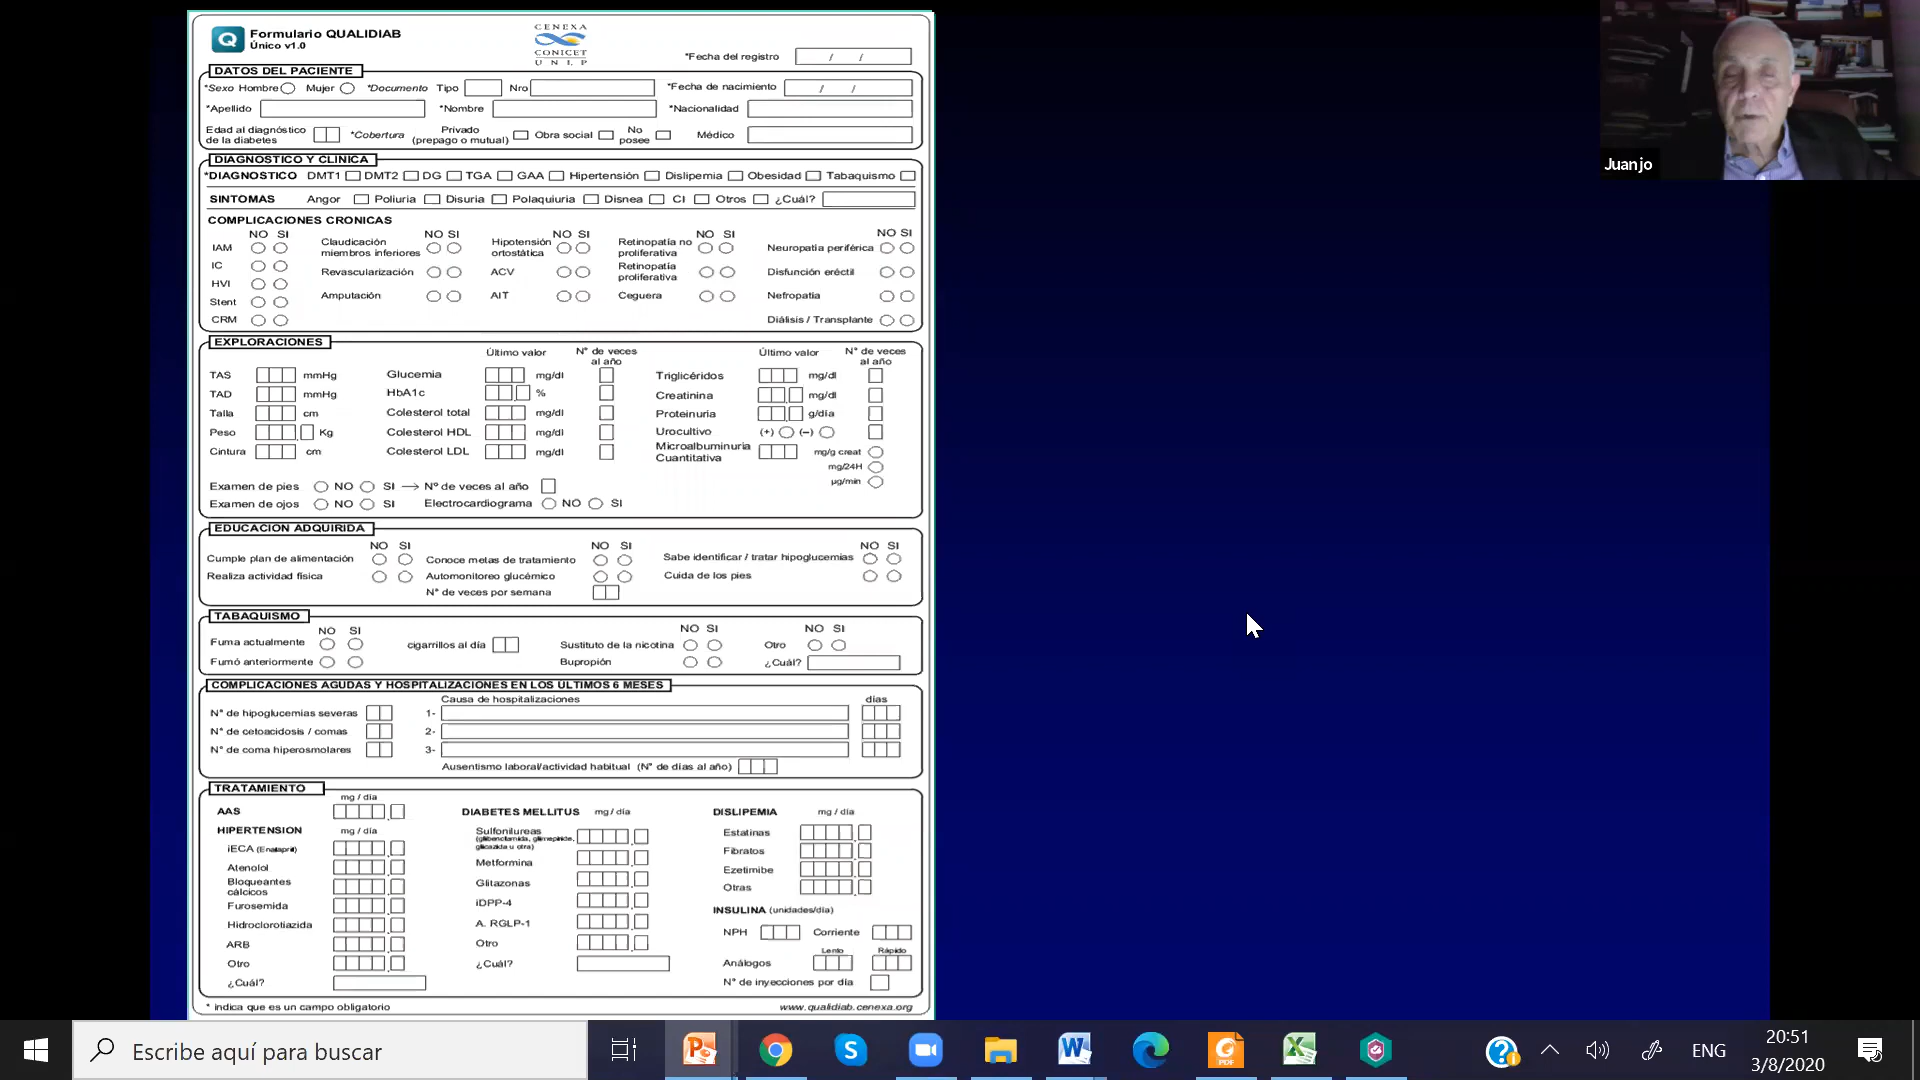 Formulario QUALIDIAB
Único v1.0
CENEXA
CONICET
UNLP
*Fecha del registro / /
DATOS DEL PACIENTE
*Sexo Hombre Mujer *Documento Tipo Nro *Fecha de nacimiento / /
*Apellido *Nombre *Nacionalidad
Edad al diagnóstico de la diabetes *Cobertura Privado (prepago o mutual) Obra social No posee Médico
DIAGNOSTICO Y CLINICA
*DIAGNOSTICO DMT1 DMT2 DG TGA GAA Hipertensión Dislipemia Obesidad Tabaquismo
SINTOMAS Angor Poliuria Disuria Polaquiuria Disnea CI Otros ¿Cuál?
COMPLICACIONES CRONICAS
NO SI NO SI NO SI NO SI NO SI
IAM Claudicación miembros inferiores Hipotensión ortostática Retinopatía no proliferativa Neuropatía periférica
IC Revascularización ACV Retinopatía proliferativa Disfunción eréctil
HVI Amputación AIT Ceguera Nefropatía
Stent
CRM Diálisis / Transplante
EXPLORACIONES
Último valor N° de veces al año Último valor N° de veces al año
TAS mmHg Glucemia mg/dl Triglicéridos mg/dl
TAD mmHg HbA1c % Creatinina mg/dl
Talla cm Colesterol total mg/dl Proteinuria g/día
Peso Kg Colesterol HDL mg/dl Urocultivo (+) (−)
Cintura cm Colesterol LDL mg/dl Microalbuminuria Cuantitativa mg/g creat
mg/24H
µg/min
Examen de pies NO SI → Nº de veces al año
Examen de ojos NO SI Electrocardiograma NO SI
EDUCACION ADQUIRIDA
NO SI NO SI NO SI
Cumple plan de alimentación Conoce metas de tratamiento Sabe identificar / tratar hipoglucemias
Realiza actividad física Automonitoreo glucémico Cuida de los pies
N° de veces por semana
TABAQUISMO
NO SI NO SI NO SI
Fuma actualmente cigarrillos al día Sustituto de la nicotina Otro
Fumó anteriormente Bupropión ¿Cuál?
COMPLICACIONES AGUDAS Y HOSPITALIZACIONES EN LOS ULTIMOS 6 MESES
Causa de hospitalizaciones días
N° de hipoglucemias severas 1-
N° de cetoacidosis / comas 2-
N° de coma hiperosmolares 3-
Ausentismo laboral/actividad habitual (N° de días al año)
TRATAMIENTO
mg / día
AAS DIABETES MELLITUS mg / día DISLIPEMIA mg / día
HIPERTENSION mg / día Sulfonilureas (glibenclamida, glimepiride, gliclazida u otra) Estatinas
iECA (Enalapril) Metformina Fibratos
Atenolol Glitazonas Ezetimibe
Bloqueantes cálcicos iDPP-4 Otras
Furosemida A. RGLP-1 INSULINA (unidades/día)
Hidroclorotiazida Otro NPH Corriente
ARB ¿Cuál? Lento Rápido
Otro Análogos
¿Cuál? N° de inyecciones por día
* indica que es un campo obligatorio www.qualidiab.cenexa.org
Juanjo
Escribe aquí para buscar
ENG
20:51
3/8/2020